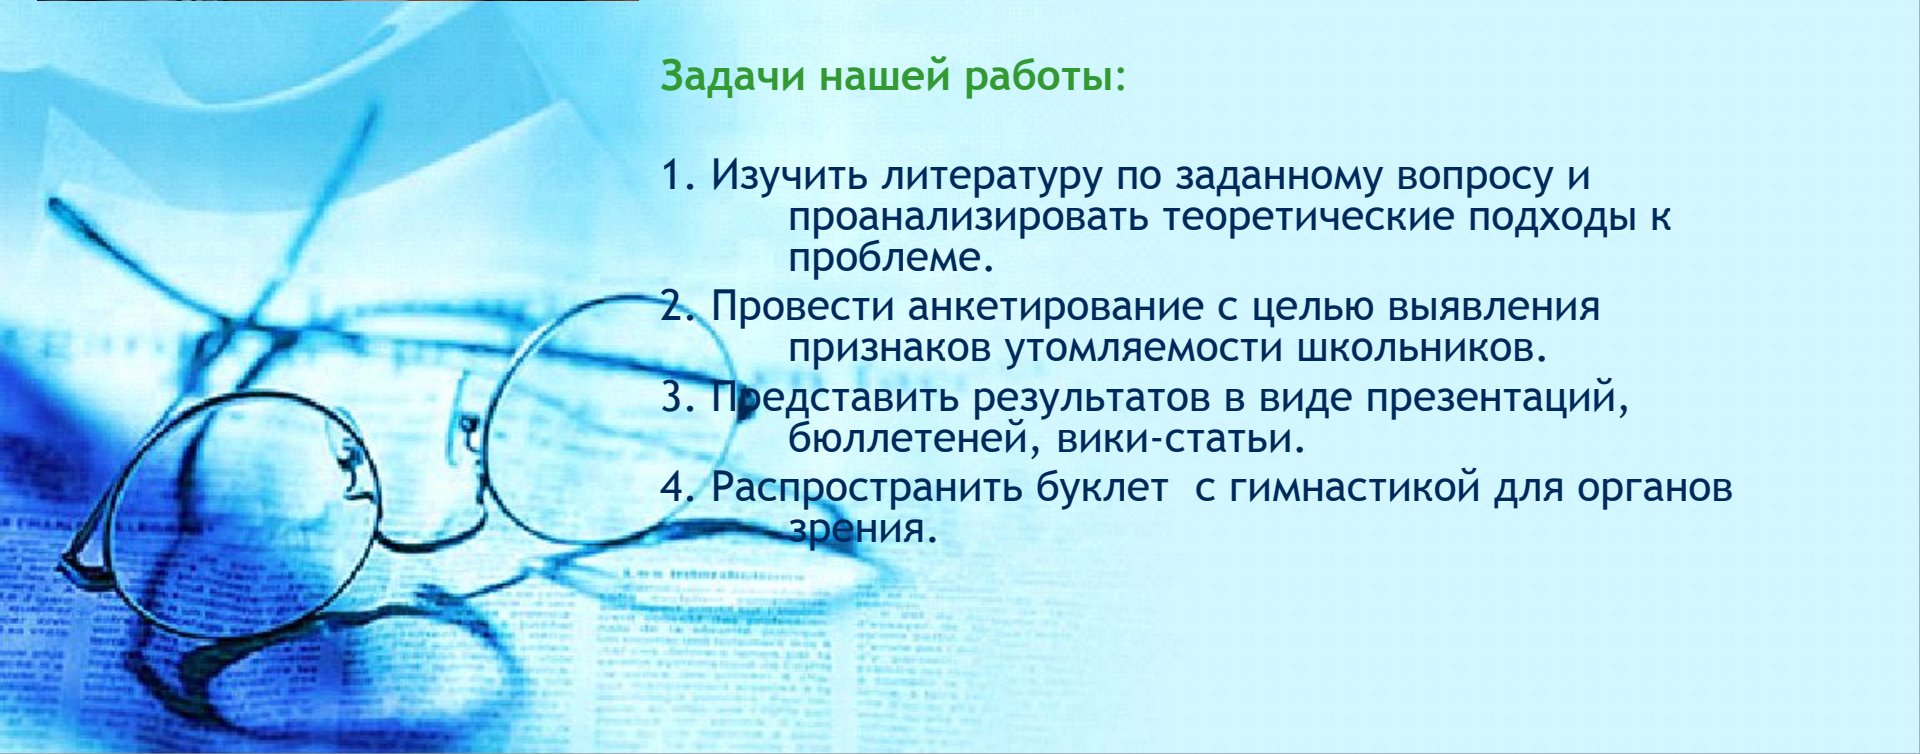 Задачи нашей работы:
1. Изучить литературу по заданному вопросу и
проанализировать теоретические подходы к
проблеме.
2. Провести анкетирование с целью выявления
признаков утомляемости школьников.
3. Представить результатов в виде презентаций,
бюллетеней, вики-статьи.
4. Распространить буклет  с гимнастикой для органов
зрения.